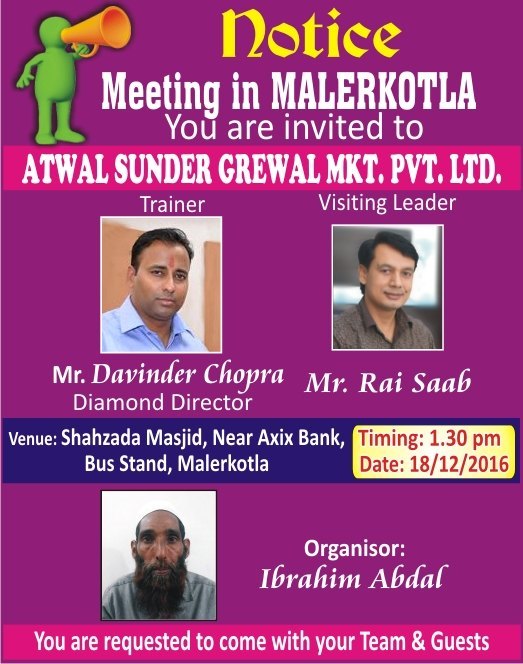 Notice
Meeting in MALERKOTLA
You are invited to
ATWAL SUNDER GREWAL MKT. PVT. LTD.
Trainer
Visiting Leader
Mr. Davinder Chopra
Diamond Director
Mr. Rai Saab
Venue: Shahzada Masjid, Near Axix Bank,
Bus Stand, Malerkotla
Timing: 1.30 pm
Date: 18/12/2016
Organisor:
Ibrahim Abdal
You are requested to come with your Team & Guests